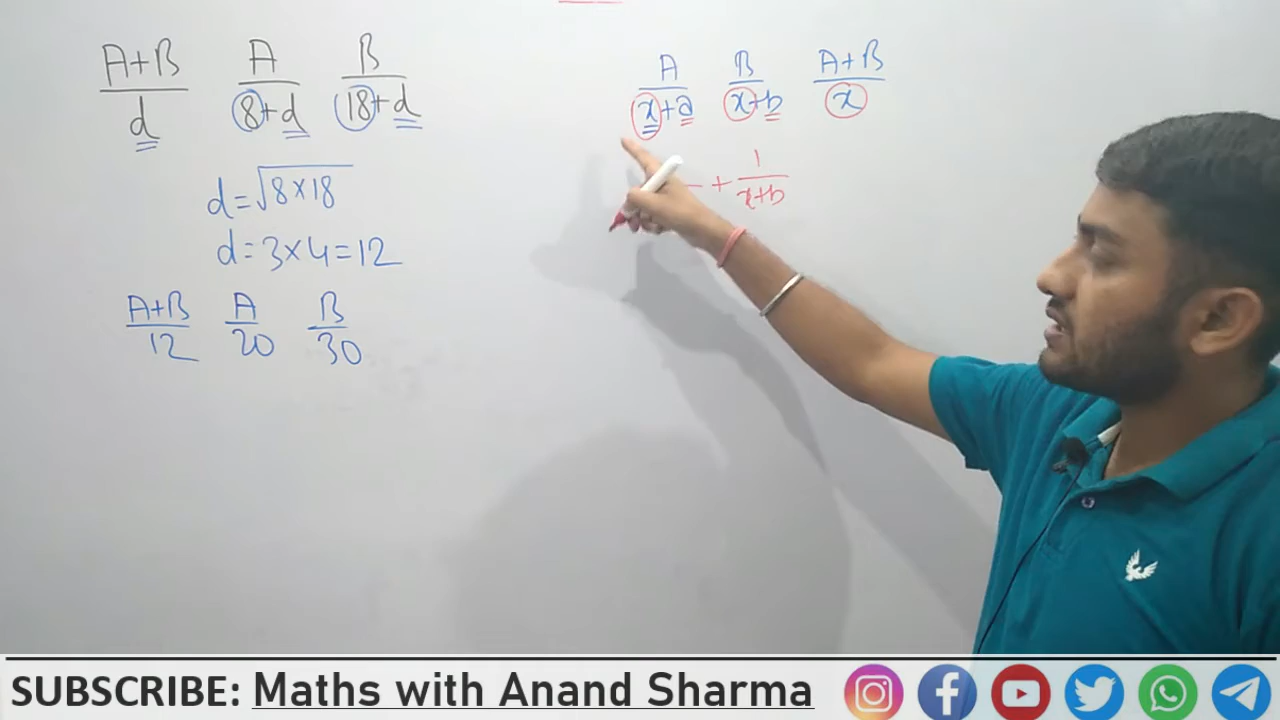 A+B A B
d 8+d 18+d
d=√8×18
d=3×4=12
A+B A B
12 20 30
A B A+B
x+a x+b x
+ 1
x+b
SUBSCRIBE: Maths with Anand Sharma